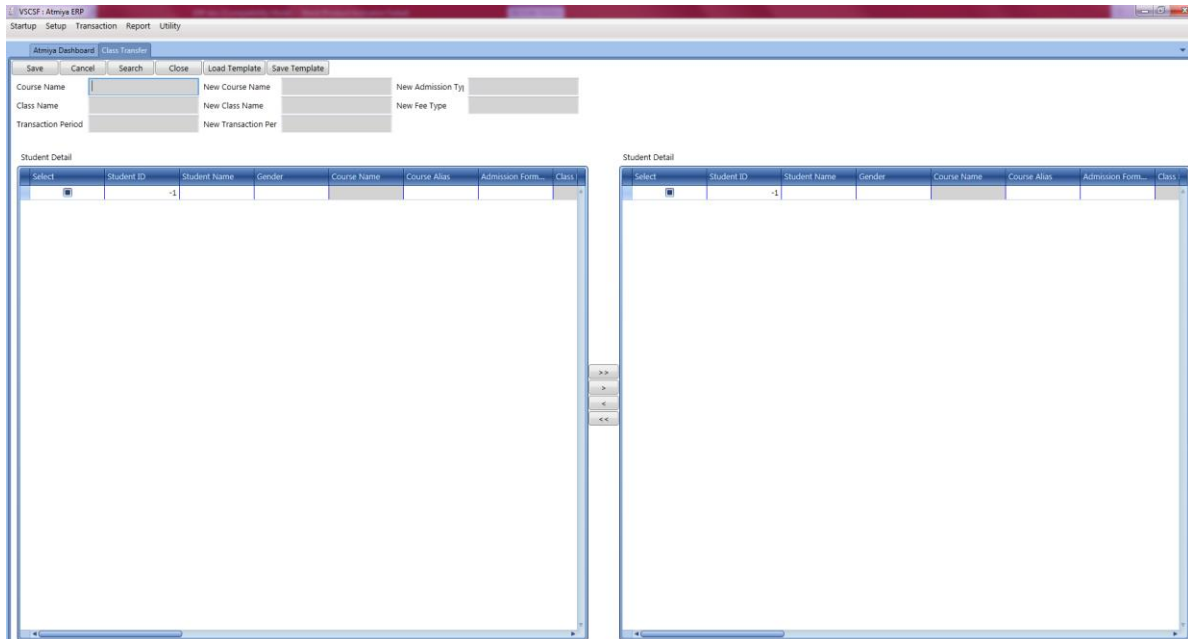 VSCSF : Atmiya ERP
Startup Setup Transaction Report Utility
Atmiya Dashboard Class Transfer
Save Cancel Search Close Load Template Save Template
Course Name New Course Name New Admission Typ
Class Name New Class Name New Fee Type
Transaction Period New Transaction Per
Student Detail Student Detail
Select Student ID Student Name Gender Course Name Course Alias Admission Form... Class Select Student ID Student Name Gender Course Name Course Alias Admission Form... Class
-1 -1
>>
>
<
<<